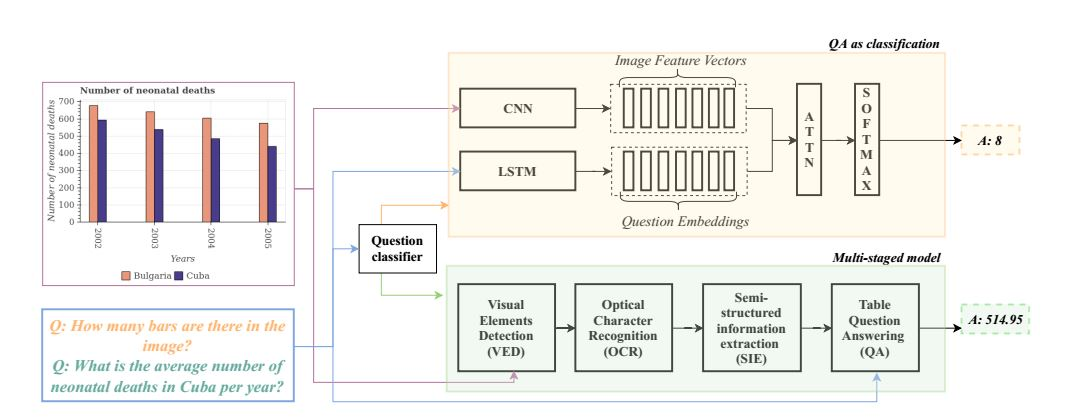 QA as classification
Image Feature Vectors
CNN
LSTM
Question Embeddings
ATTN
SOFTMAX
A: 8
Number of neonatal deaths
Number of neonatal deaths
700
600
500
400
300
200
100
0
2002
2003
2004
2005
Years
Bulgaria Cuba
Question
classifier
Q: How many bars are there in the
image?
Q: What is the average number of
neonatal deaths in Cuba per year?
Multi-staged model
Visual
Elements
Detection
(VED)
Optical
Character
Recognition
(OCR)
Semi-
structured
information
extraction
(SIE)
Table
Question
Answering
(QA)
A: 514.95